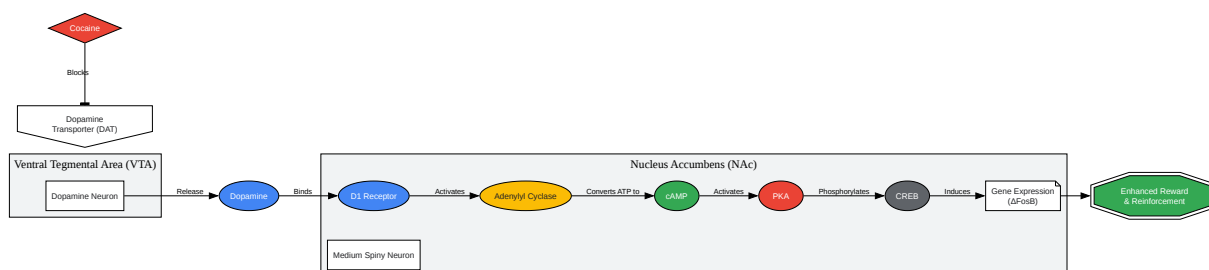 Cocaine
Blocks
Dopamine
Transporter (DAT)
Ventral Tegmental Area (VTA)
Nucleus Accumbens (NAc)
Dopamine Neuron
Release
Dopamine
Binds
D1 Receptor
Activates
Adenylyl Cyclase
Converts ATP to
cAMP
Activates
PKA
Phosphorylates
CREB
Induces
Gene Expression
(ΔFosB)
Enhanced Reward
& Reinforcement
Medium Spiny Neuron